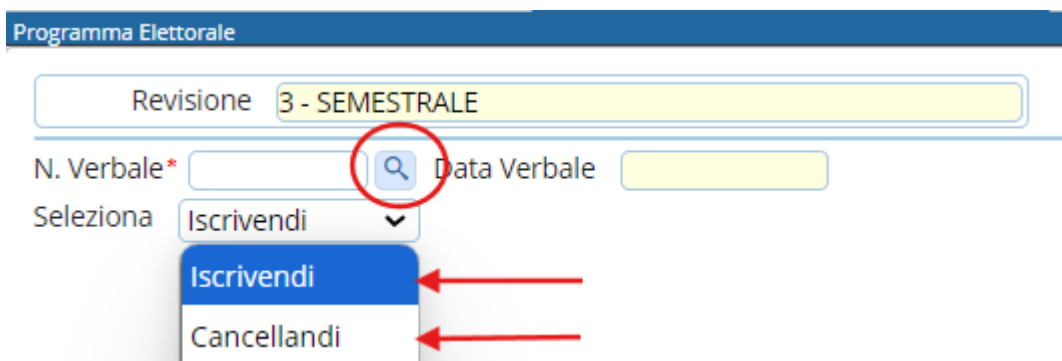 Programma Elettorale
Revisione 3 - SEMESTRALE
N. Verbale* Data Verbale
Seleziona Iscrivendi
Iscrivendi
Cancellandi